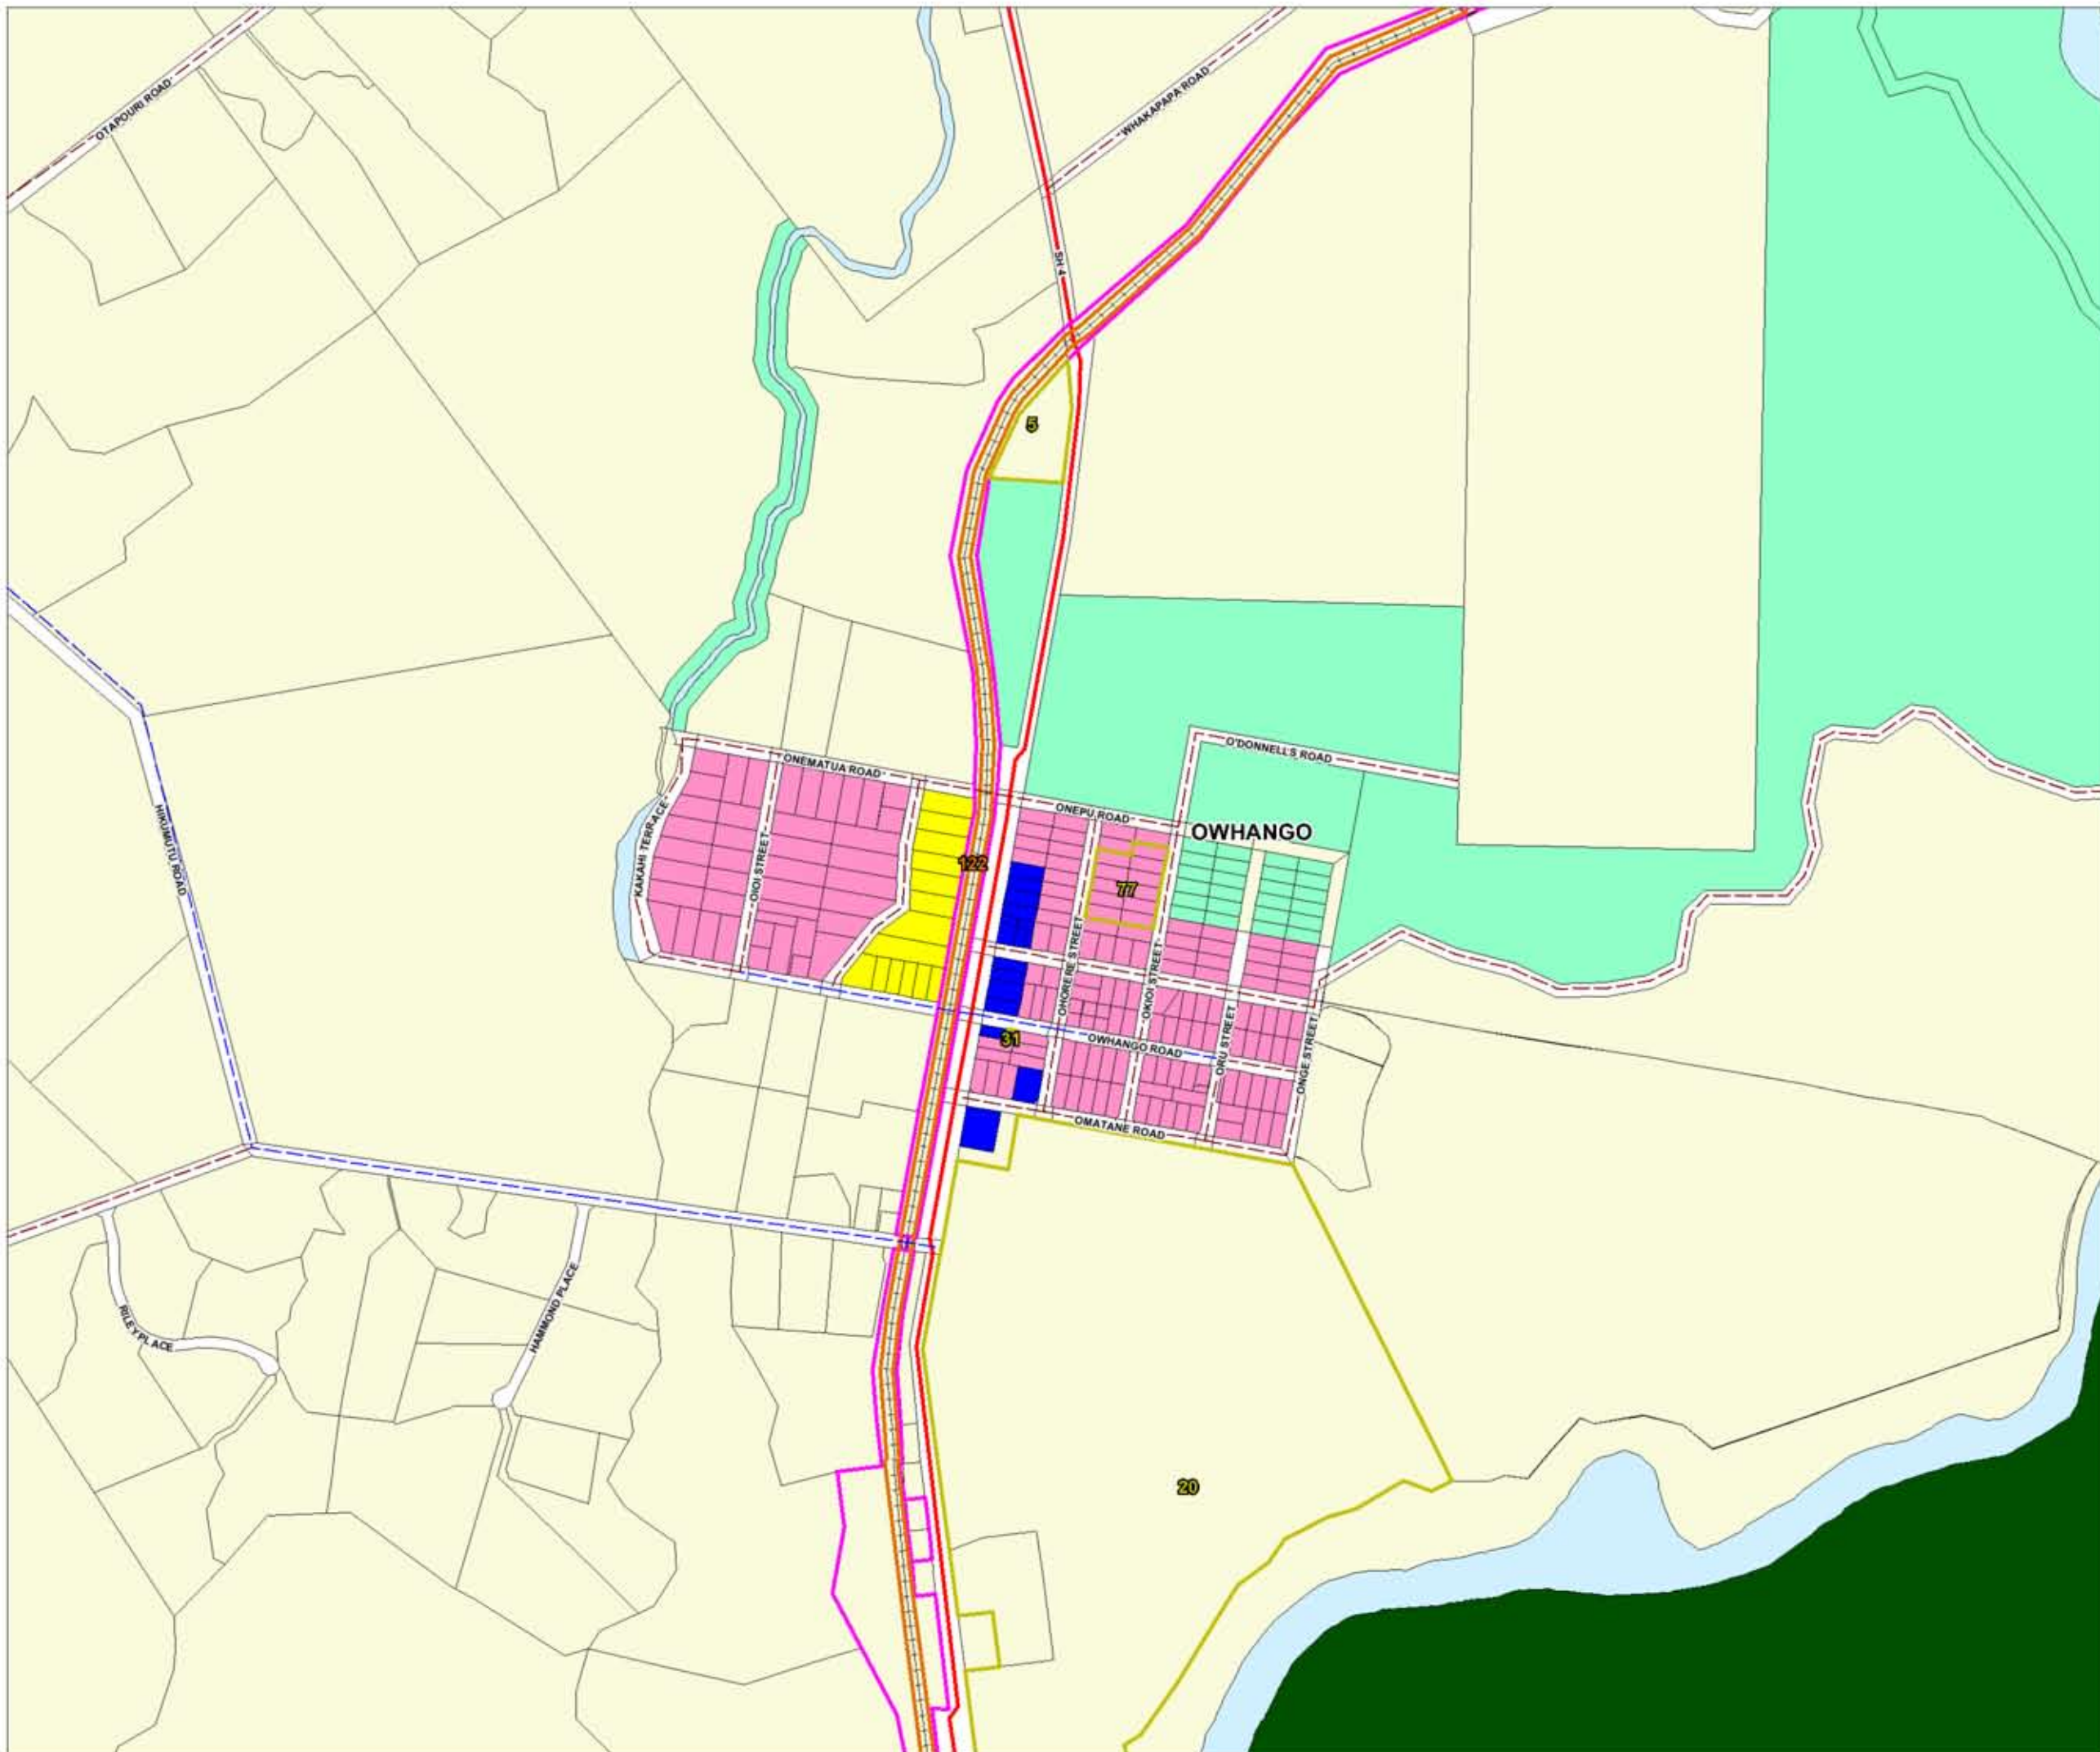 OTAPOURI ROAD
WHAKAPAPA ROAD
SH 4
5
ONEMATUA ROAD
O'DONNELLS ROAD
ONEPU ROAD
OWHANGO
HIKUMUTU ROAD
KAKAHI TERRACE
OIOI STREET
122
77
OHORERE STREET
OKIOI STREET
31
OWHANGO ROAD
ORU STREET
ONGE STREET
OMATANE ROAD
RILEY PLACE
HAMMOND PLACE
20